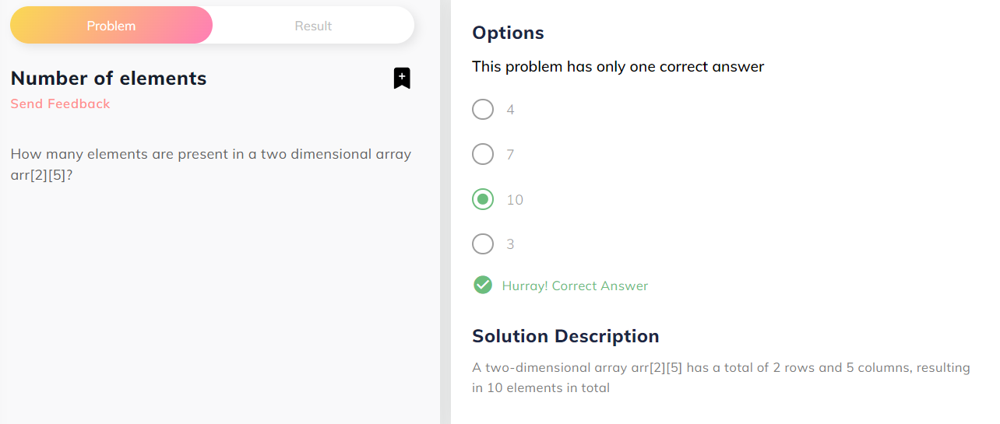 Problem
Result
Number of elements
Send Feedback
How many elements are present in a two dimensional array
arr[2][5]?
Options
This problem has only one correct answer
4
7
10
3
Hurray! Correct Answer
Solution Description
A two-dimensional array arr[2][5] has a total of 2 rows and 5 columns, resulting
in 10 elements in total